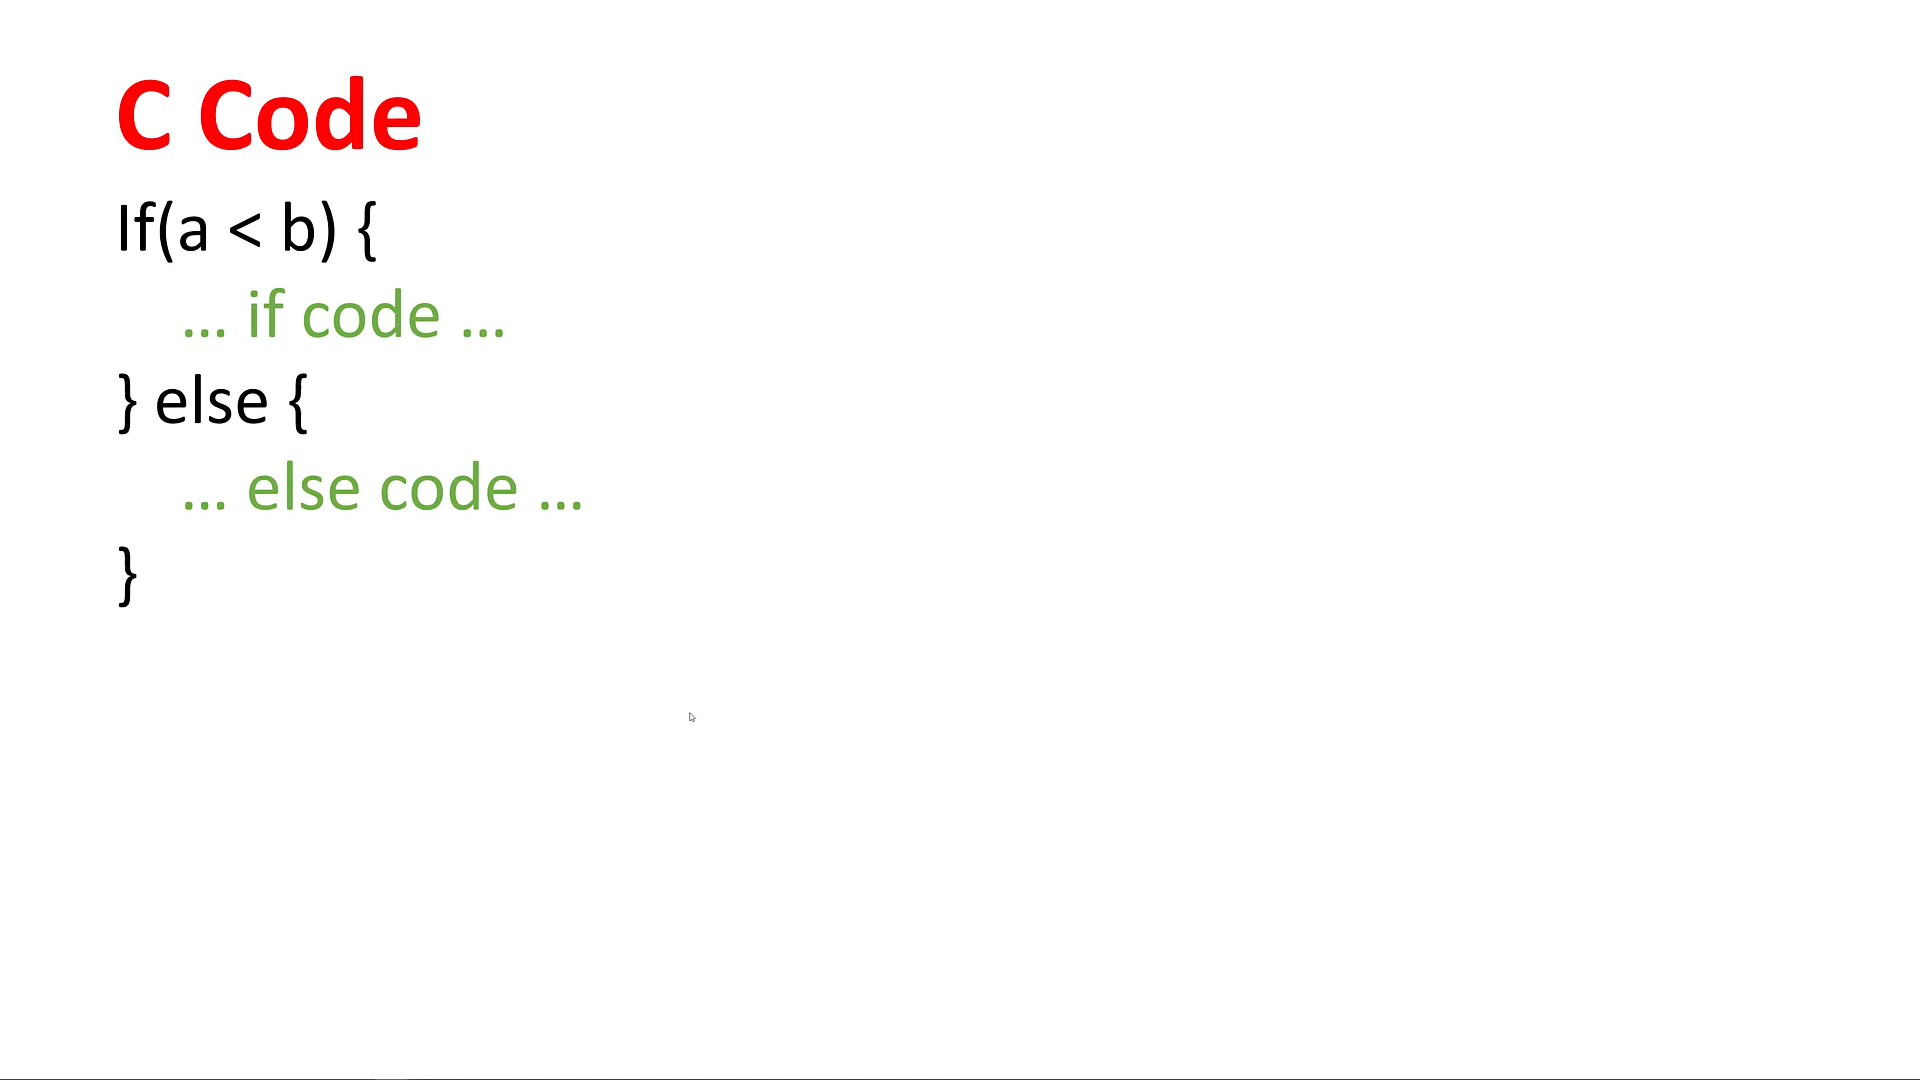 C Code
If(a < b) {
... if code ...
} else {
... else code ...
}